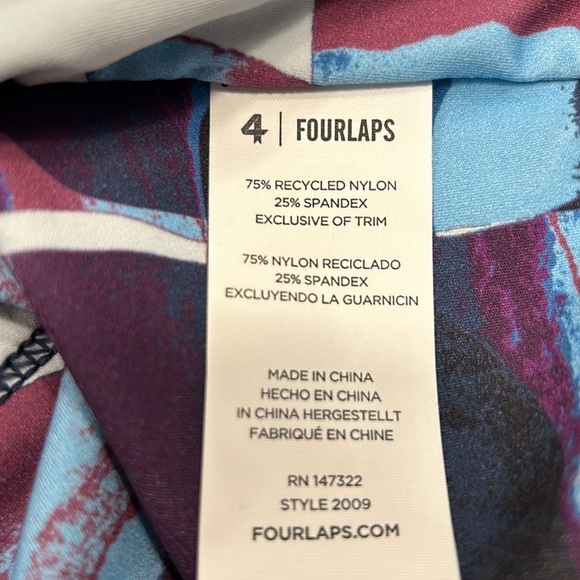 4 | FOURLAPS
75% RECYCLED NYLON
25% SPANDEX
EXCLUSIVE OF TRIM
75% NYLON RECICLADO
25% SPANDEX
EXCLUYENDO LA GUARNICIN
MADE IN CHINA
HECHO EN CHINA
IN CHINA HERGESTELLT
FABRIQUÉ EN CHINE
RN 147322
STYLE 2009
FOURLAPS.COM